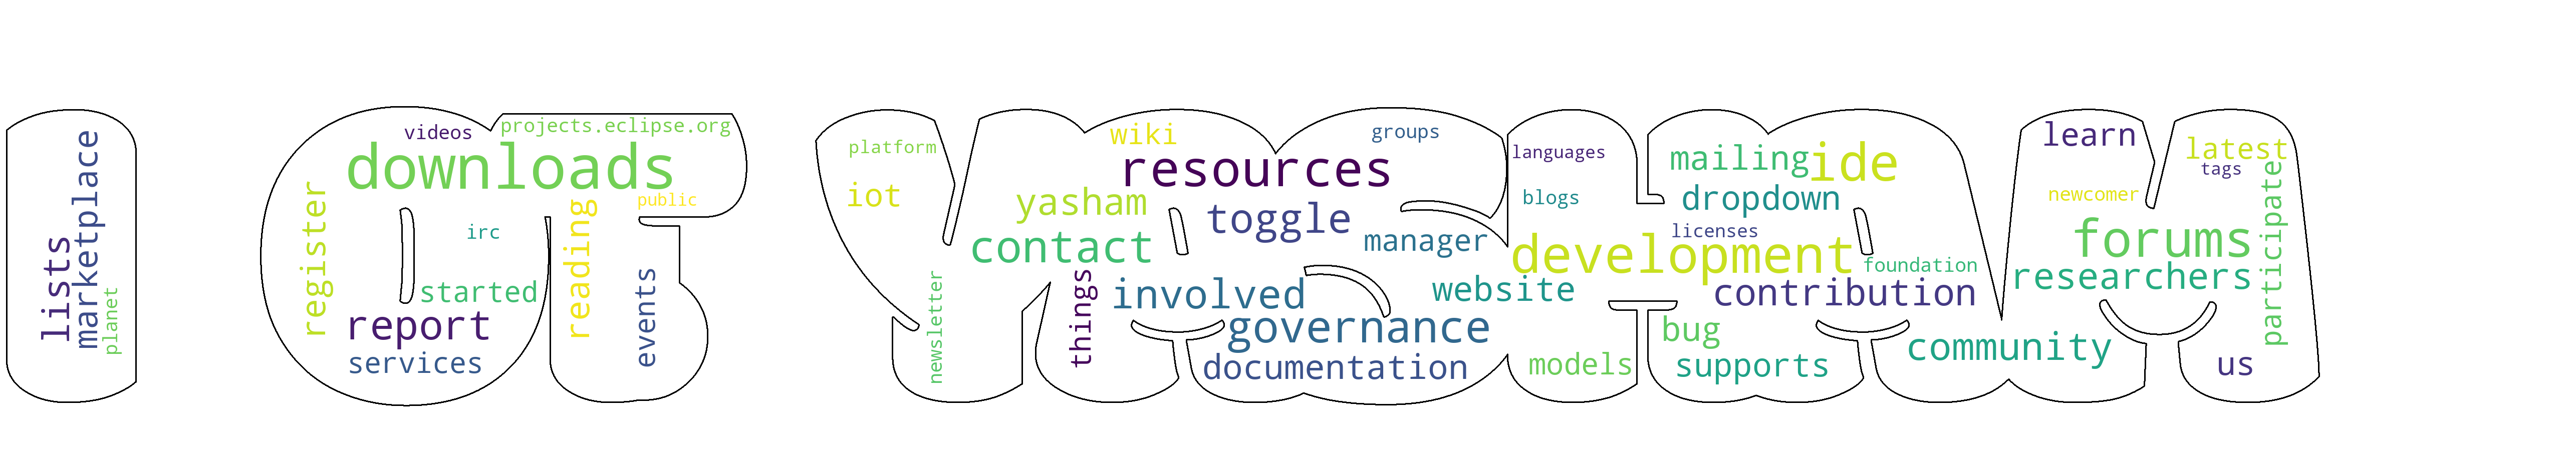 lists
marketplace
planet
videos
projects.eclipse.org
downloads
register
public
reading
irc
started
events
report
services
platform
wiki
groups
iot
resources
yasham
toggle
contact
manager
newsletter
things
involved
website
governance
documentation
languages
mailing
ide
blogs
dropdown
licenses
development
foundation
contribution
bug
models
supports
community
learn
latest
tags
newcomer
participate
forums
researchers
us